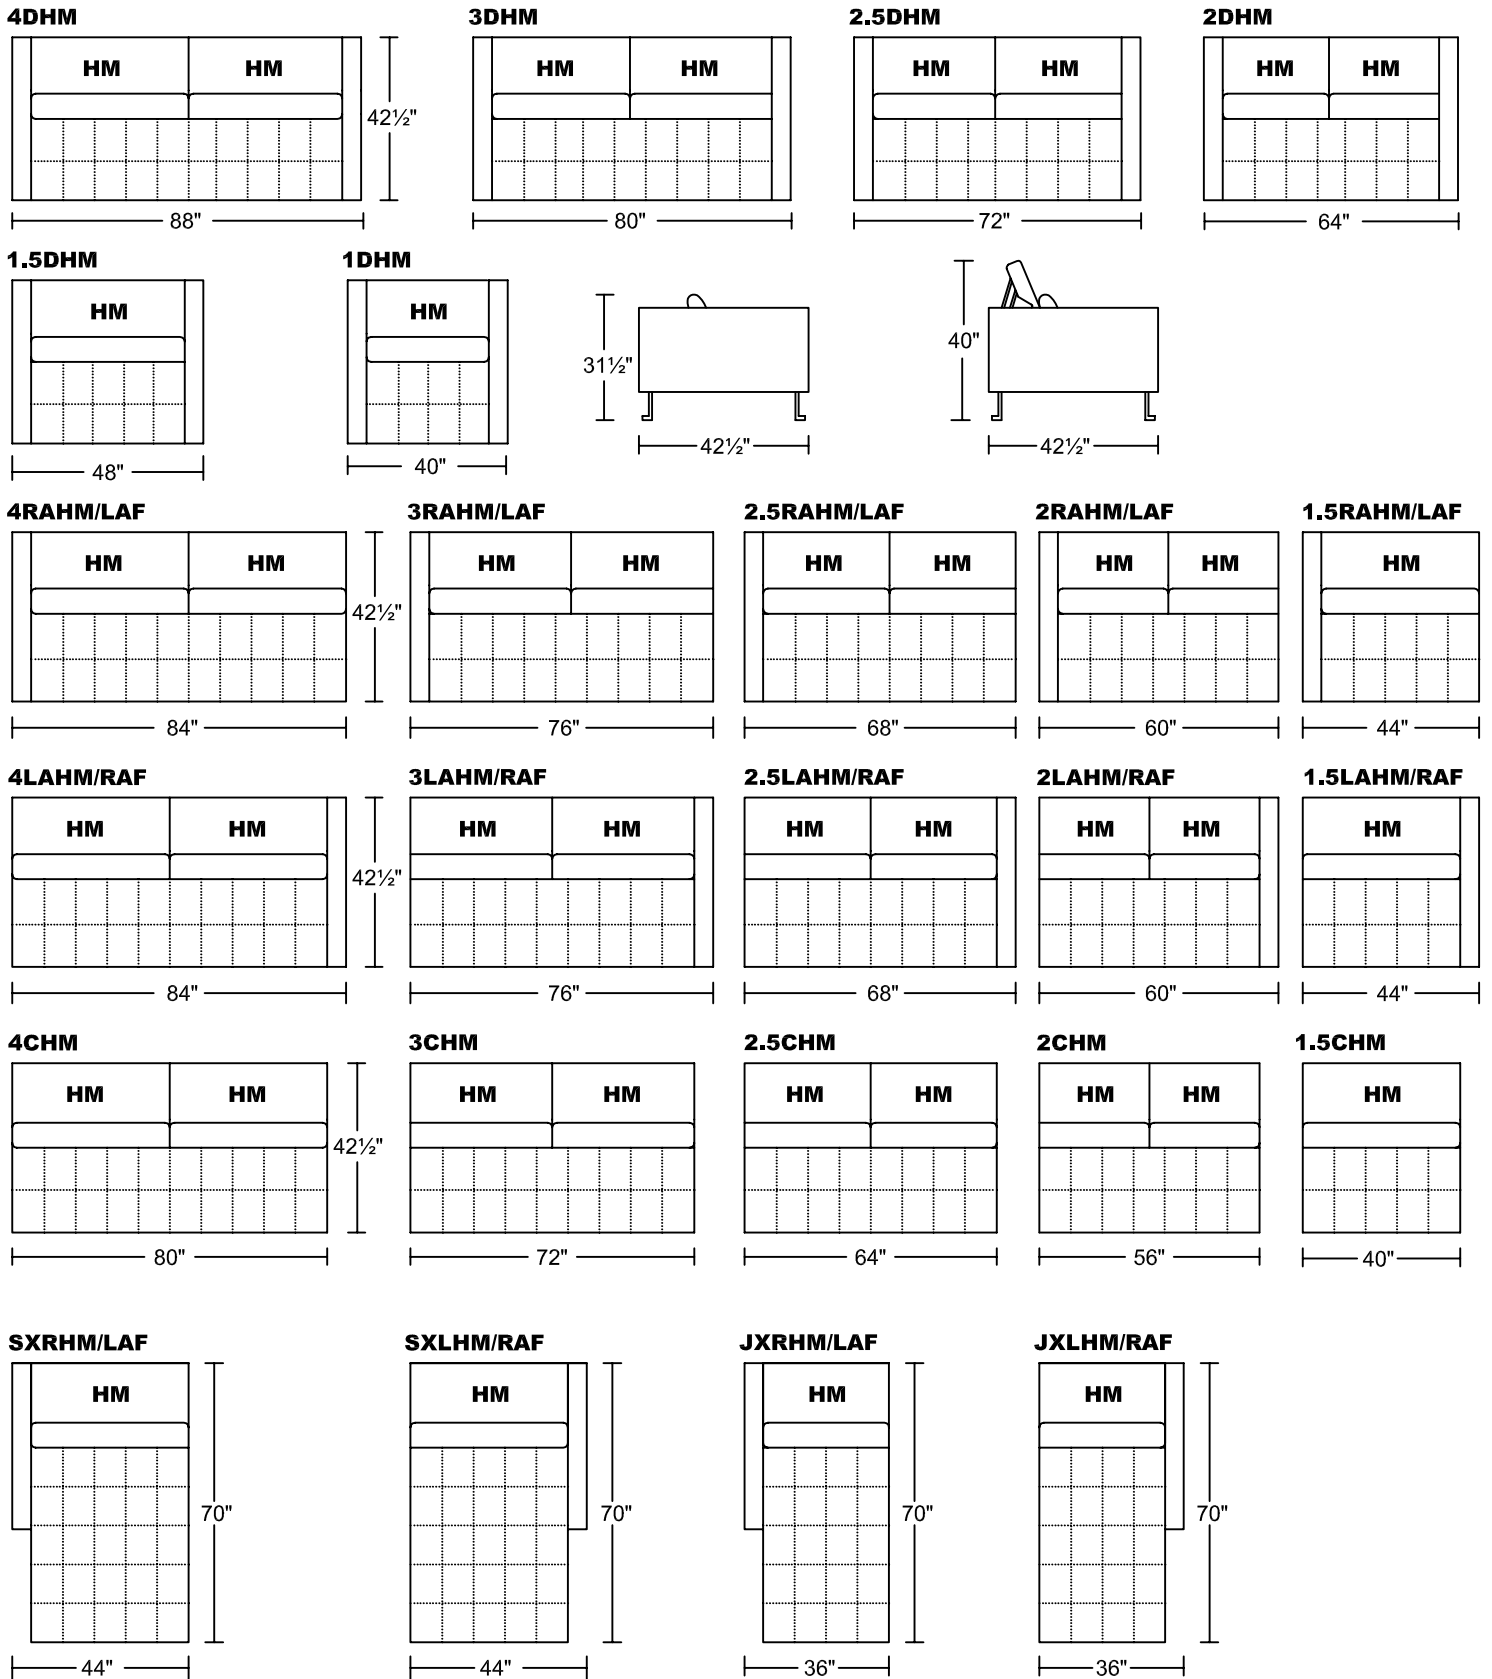 4DHM 3DHM 2.5DHM 2DHM
HM HM HM HM HM HM HM HM
42½"
88" 80" 72" 64"
1.5DHM 1DHM
HM HM
31½" 40"
48" 40" 42½" 42½"
4RAHM/LAF 3RAHM/LAF 2.5RAHM/LAF 2RAHM/LAF 1.5RAHM/LAF
HM HM HM HM HM HM HM HM HM
42½"
84" 76" 68" 60" 44"
4LAHM/RAF 3LAHM/RAF 2.5LAHM/RAF 2LAHM/RAF 1.5LAHM/RAF
HM HM HM HM HM HM HM HM HM
42½"
84" 76" 68" 60" 44"
4CHM 3CHM 2.5CHM 2CHM 1.5CHM
HM HM HM HM HM HM HM HM HM
42½"
80" 72" 64" 56" 40"
SXRHM/LAF SXLHM/RAF JXRHM/LAF JXLHM/RAF
HM HM HM HM
70" 70" 70" 70"
44" 44" 36" 36"